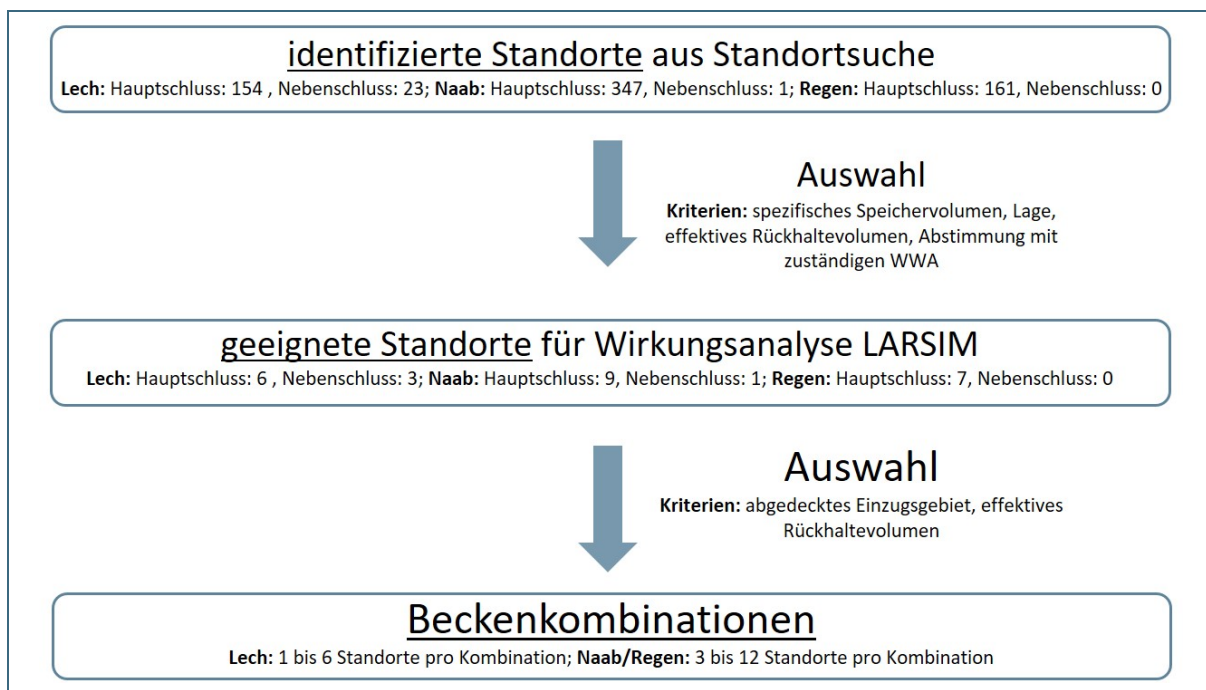 identifizierte Standorte aus Standortsuche
Lech: Hauptschluss: 154 , Nebenschluss: 23; Naab: Hauptschluss: 347, Nebenschluss: 1; Regen: Hauptschluss: 161, Nebenschluss: 0
Auswahl
Kriterien: spezifisches Speichervolumen, Lage,
effektives Rückhaltevolumen, Abstimmung mit
zuständigen WWA
geeignete Standorte für Wirkungsanalyse LARSIM
Lech: Hauptschluss: 6 , Nebenschluss: 3; Naab: Hauptschluss: 9, Nebenschluss: 1; Regen: Hauptschluss: 7, Nebenschluss: 0
Auswahl
Kriterien: abgedecktes Einzugsgebiet, effektives
Rückhaltevolumen
Beckenkombinationen
Lech: 1 bis 6 Standorte pro Kombination; Naab/Regen: 3 bis 12 Standorte pro Kombination